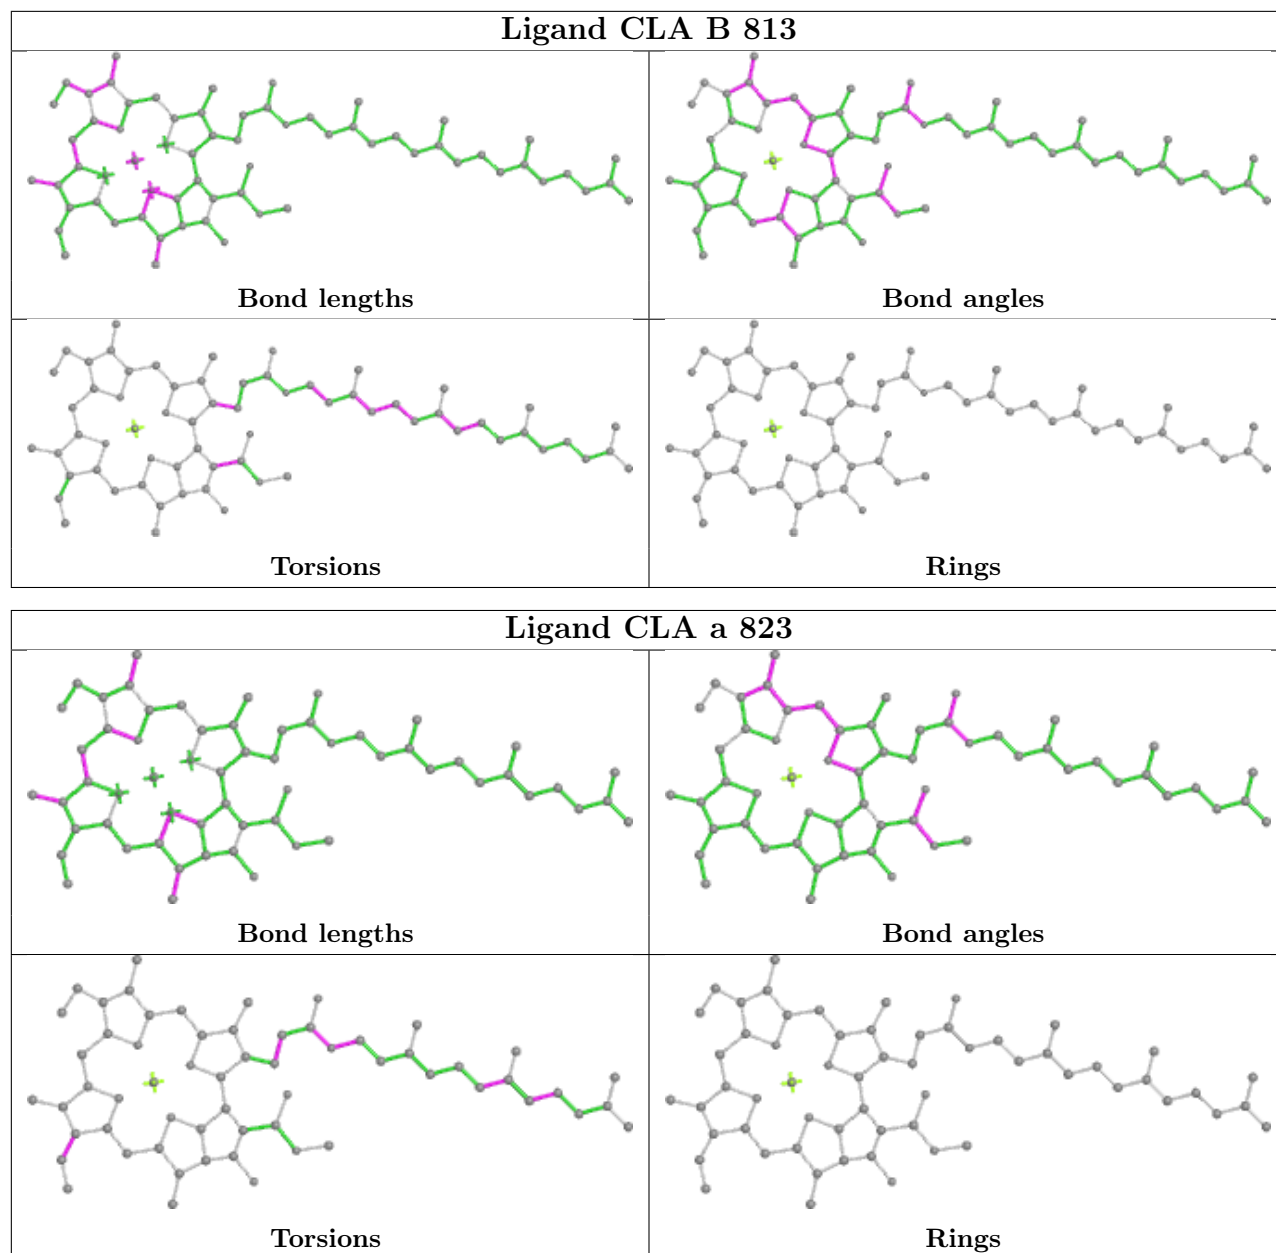 Ligand CLA B 813
Bond lengths
Bond angles
Torsions
Rings
Ligand CLA a 823
Bond lengths
Bond angles
Torsions
Rings